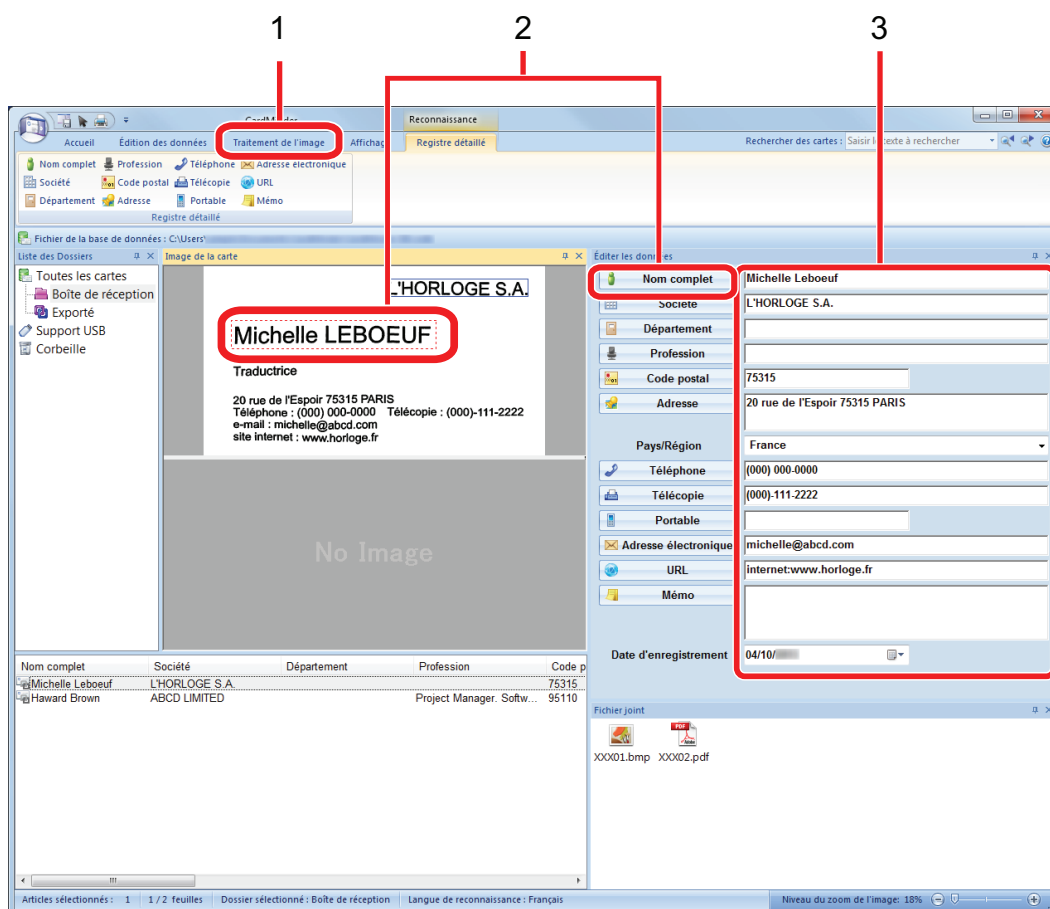 1 2 3
Reconnaissance
Accueil Édition des données Traitement de l'image Affichag Registre détaillé Rechercher des cartes : Saisir le texte à rechercher
Nom complet Profession Téléphone Adresse électronique
Société Code postal Télécopie URL
Département Adresse Portable Mémo
Registre détaillé
Fichier de la base de données : C:\Users\
Liste des Dossiers Image de la carte Éditer les données
Toutes les cartes
Boîte de réception
Exporté
Support USB
Corbeille
L'HORLOGE S.A.
Michelle LEBOEUF
Traductrice
20 rue de l'Espoir 75315 PARIS
Téléphone : (000) 000-0000 Télécopie : (000)-111-2222
e-mail : michelle@abcd.com
site internet : www.horloge.fr
No Image
Nom complet Michelle Leboeuf
Société L'HORLOGE S.A.
Département
Profession
Code postal 75315
Adresse 20 rue de l'Espoir 75315 PARIS
Pays/Région France
Téléphone (000) 000-0000
Télécopie (000)-111-2222
Portable
Adresse électronique michelle@abcd.com
URL internet:www.horloge.fr
Mémo
Date d'enregistrement 04/10/
Nom complet Société Département Profession Code p
Michelle Leboeuf L'HORLOGE S.A. 75315
Haward Brown ABCD LIMITED Project Manager. Softw... 95110
Fichier joint
XXX01.bmp XXX02.pdf
Articles sélectionnés : 1 1 / 2 feuilles Dossier sélectionné : Boîte de réception Langue de reconnaissance : Français Niveau du zoom de l'image: 18%